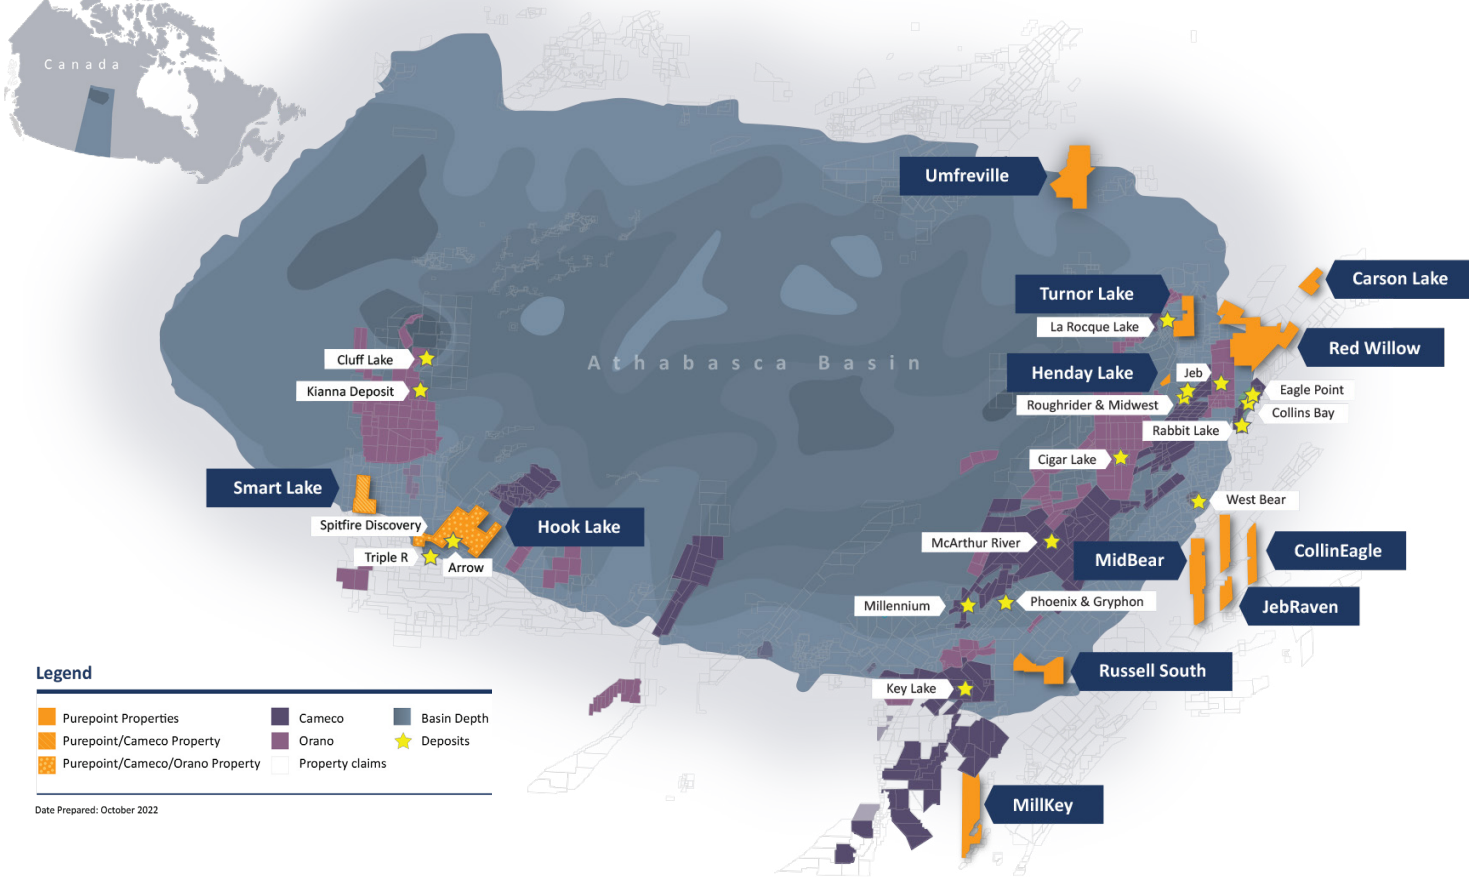 Canada
Umfreville
Carson Lake
Turnor Lake
La Rocque Lake
Red Willow
Athabasca Basin
Cluff Lake
Henday Lake
Jeb
Kianna Deposit
Eagle Point
Roughrider & Midwest
Collins Bay
Rabbit Lake
Cigar Lake
Smart Lake
West Bear
Spitfire Discovery
Hook Lake
McArthur River
CollinEagle
Triple R
Arrow
MidBear
Millennium
Phoenix & Gryphon
JebRaven
Russell South
Key Lake
MillKey
Legend
Purepoint Properties
Purepoint/Cameco Property
Purepoint/Cameco/Orano Property
Cameco
Orano
Property claims
Basin Depth
Deposits
Date Prepared: October 2022